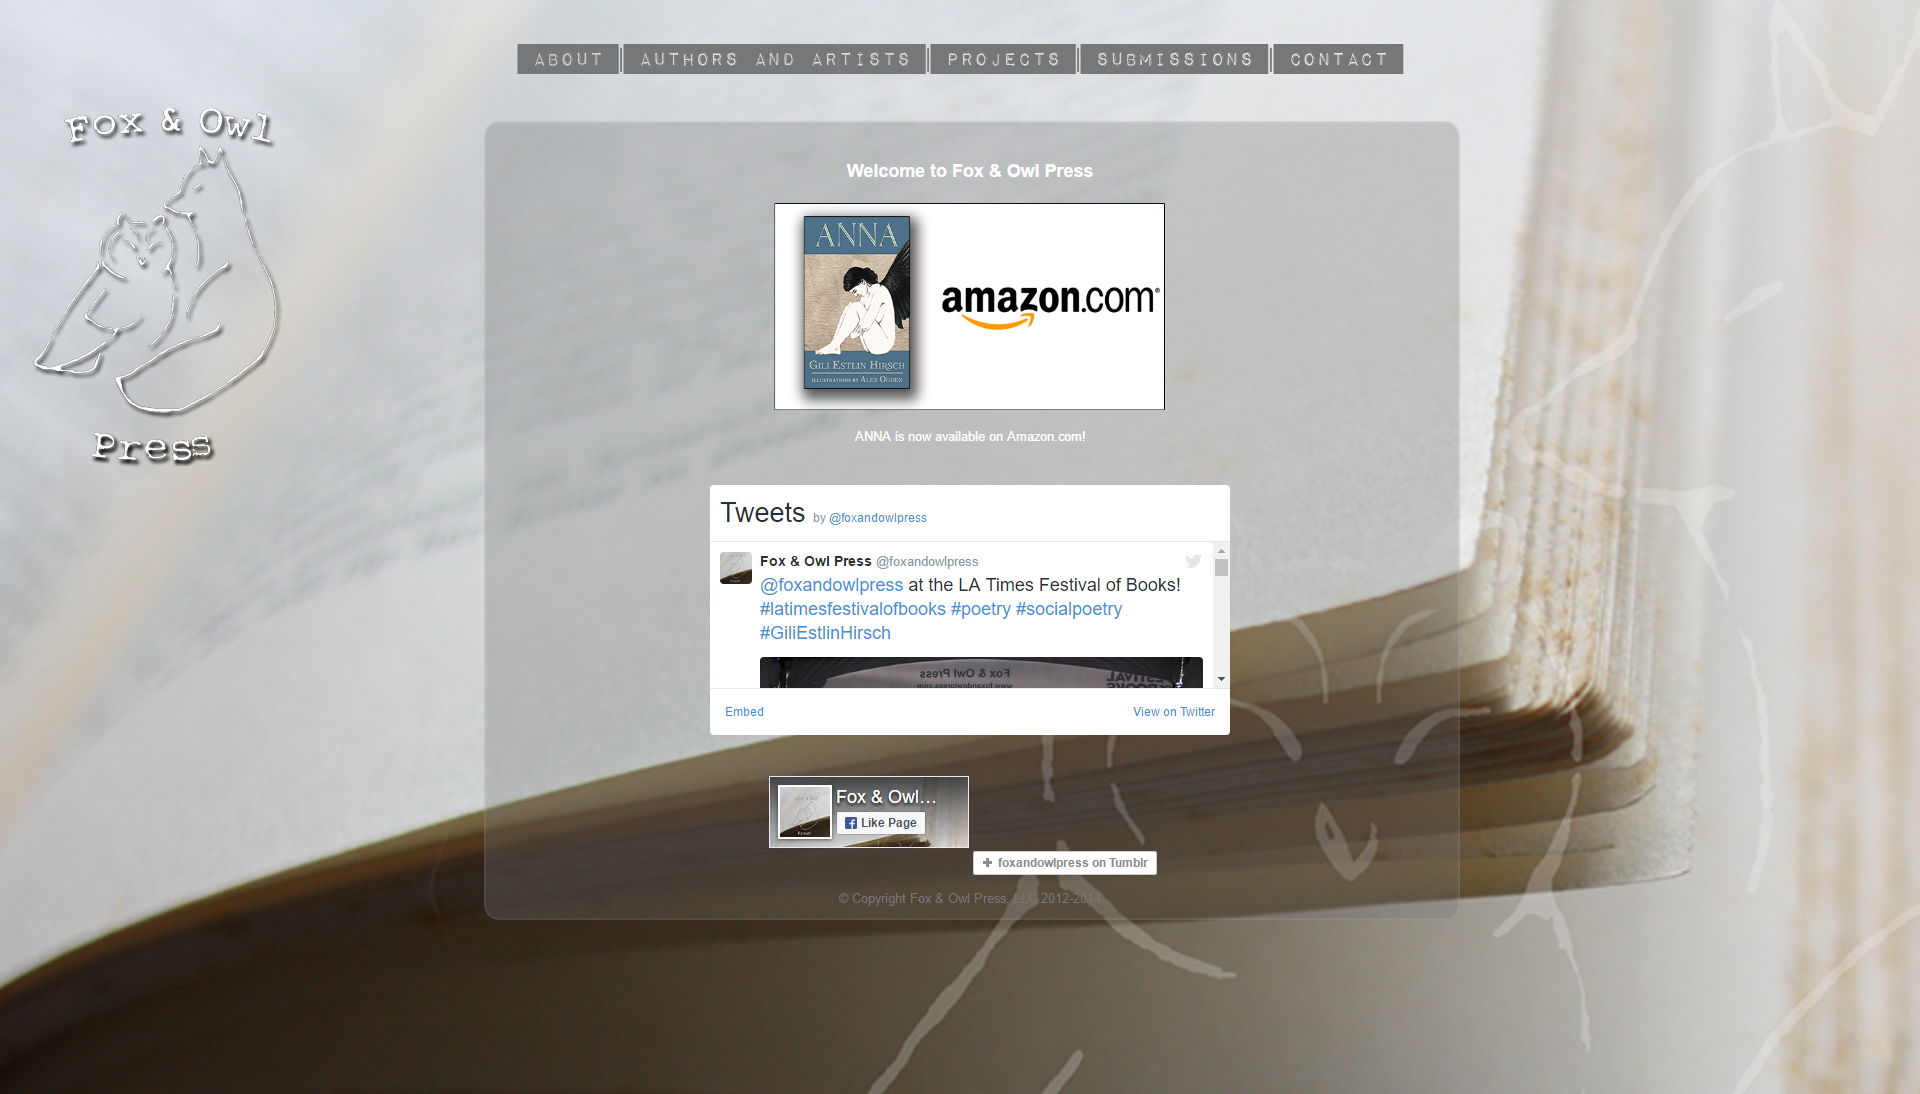 ABOUT
AUTHORS AND ARTISTS
PROJECTS
SUBMISSIONS
CONTACT
Fox & Owl
Press
Welcome to Fox & Owl Press
ANNA
GILI ESTLIN HIRSCH
ILLUSTRATIONS BY ALEX OGDEN
amazon.com®
ANNA is now available on Amazon.com!
Tweets by @foxandowlpress
Fox & Owl Press @foxandowlpress
@foxandowlpress at the LA Times Festival of Books!
#latimesfestivalofbooks #poetry #socialpoetry
#GiliEstlinHirsch
Fox & Owl Press
www.foxandowlpress.com
Embed
View on Twitter
Fox & Owl…
Like Page
foxandowlpress on Tumblr
© Copyright Fox & Owl Press, LLC 2012-2014